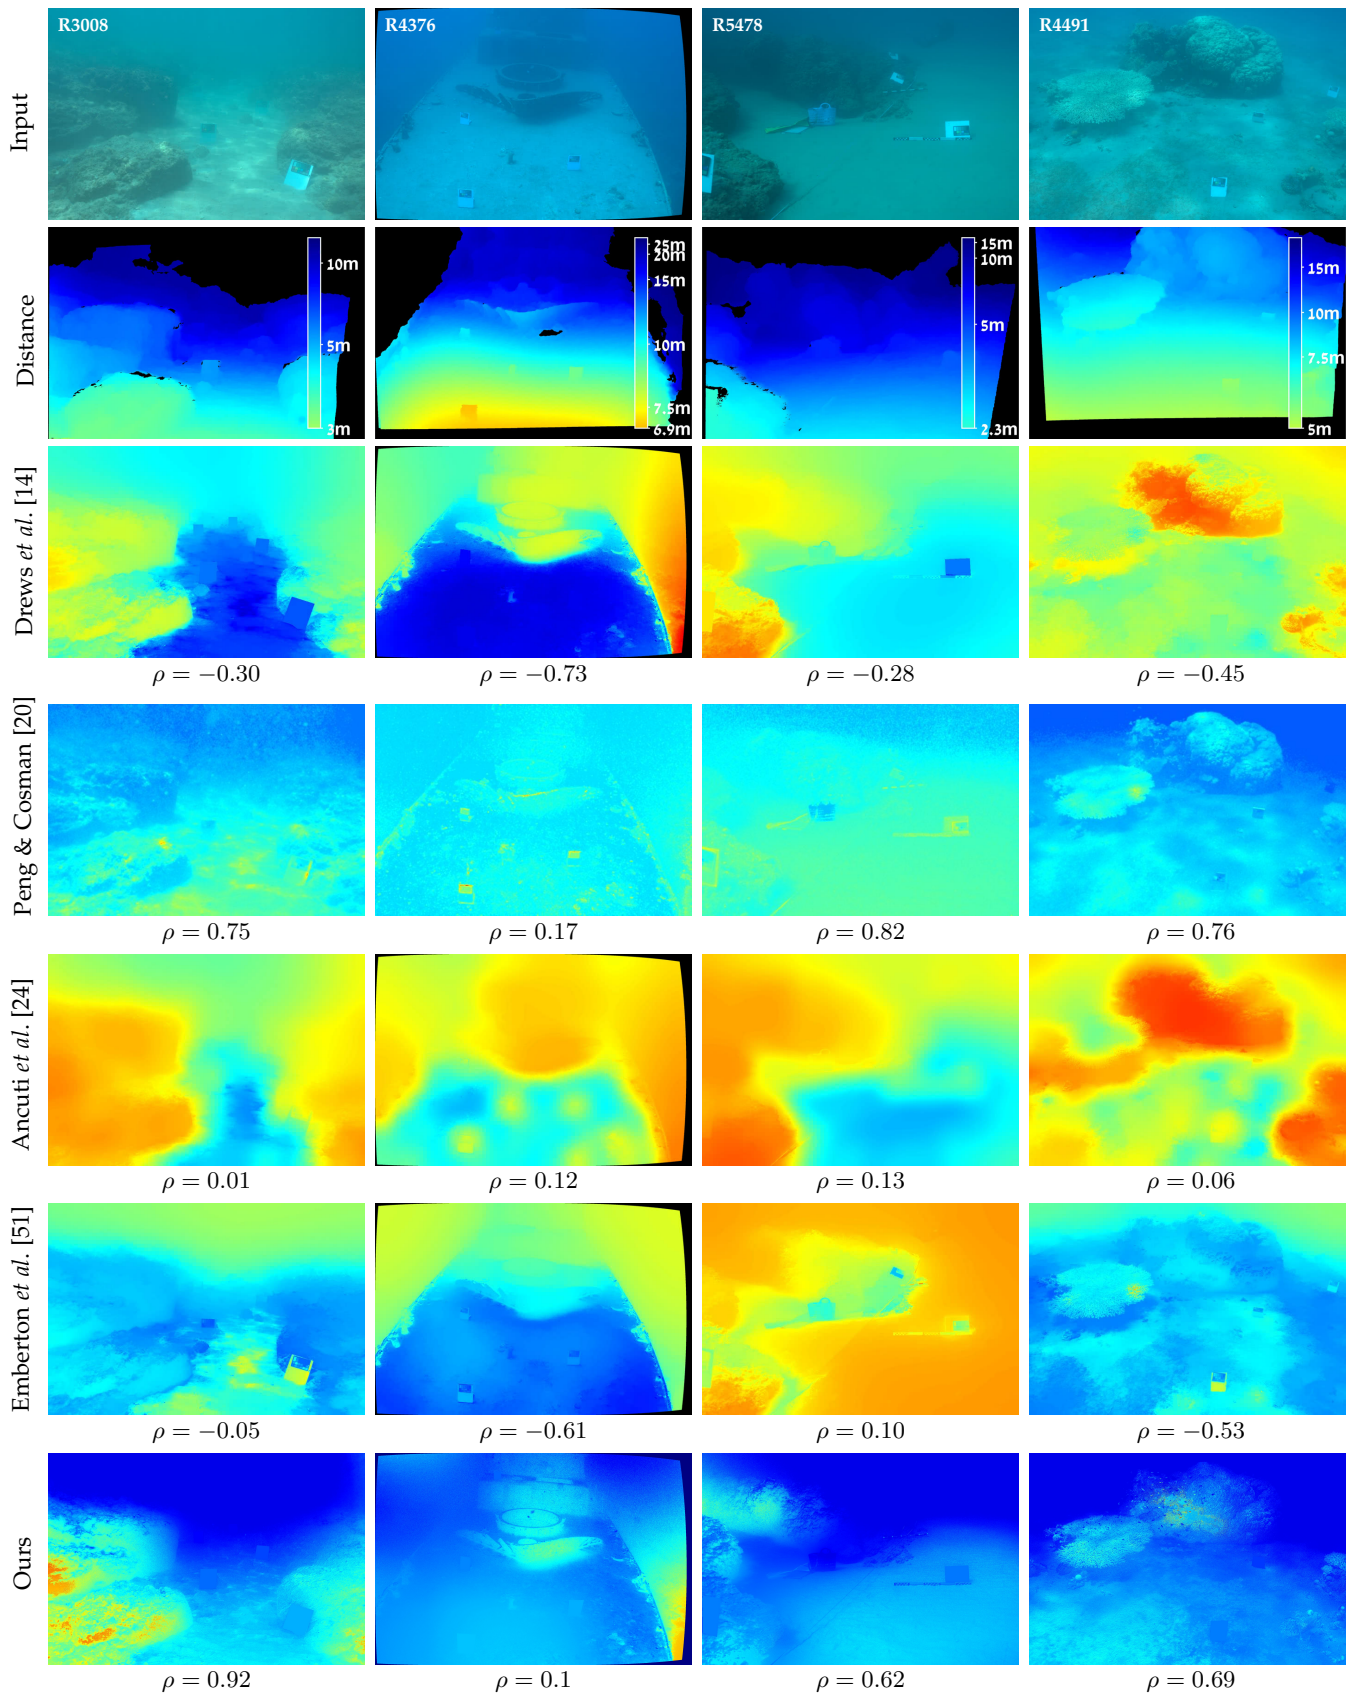 R3008 R4376 R5478 R4491
Input
10m 5m 3m
25m 20m 15m 10m 7.5m 6.9m
15m 10m 5m 2.3m
15m 10m 7.5m 5m
Distance
Drews et al. [14]
ρ = −0.30 ρ = −0.73 ρ = −0.28 ρ = −0.45
Peng & Cosman [20]
ρ = 0.75 ρ = 0.17 ρ = 0.82 ρ = 0.76
Ancuti et al. [24]
ρ = 0.01 ρ = 0.12 ρ = 0.13 ρ = 0.06
Emberton et al. [51]
ρ = −0.05 ρ = −0.61 ρ = 0.10 ρ = −0.53
Ours
ρ = 0.92 ρ = 0.1 ρ = 0.62 ρ = 0.69